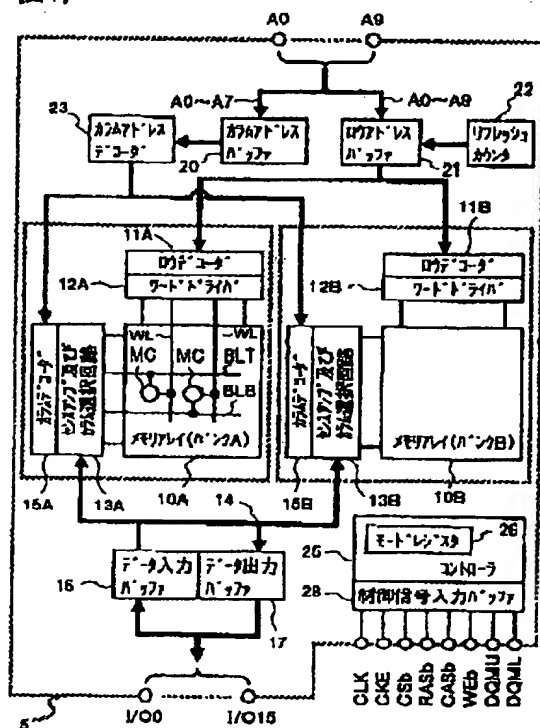 A0
A9
A0~A7
A0~A9
23
カラムアドレス
デコーダ
カラムアドレス
バッファ
20
ロウアドレス
バッファ
21
22
リフレッシュ
カウンタ
11A
ロウデコーダ
ワードドライバ
12A
WL
WL
MC
MC
BLT
BLB
カラムデコーダ
センスアンプ及び
カラム選択回路
メモリアレイ(バンクA)
15A
13A
10A
11B
ロウデコーダ
ワードドライバ
12B
カラムデコーダ
センスアンプ及び
カラム選択回路
メモリアレイ(バンクB)
15B
13B
10B
14
16
データ入力
バッファ
データ出力
バッファ
17
25
モードレジスタ
26
コントローラ
28
制御信号入力バッファ
CLK
CKE
CSb
RASb
CASb
WEb
DQMU
DQML
5
I/O0
I/O15